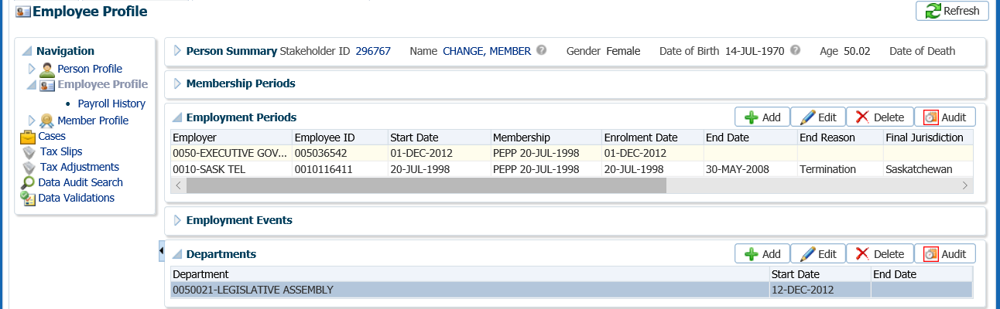 Employee Profile
Refresh
Navigation
Person Profile
Employee Profile
• Payroll History
Member Profile
Cases
Tax Slips
Tax Adjustments
Data Audit Search
Data Validations
Person Summary Stakeholder ID 296767 Name CHANGE, MEMBER Gender Female Date of Birth 14-JUL-1970 Age 50.02 Date of Death
Membership Periods
Employment Periods Add Edit Delete Audit
Employer Employee ID Start Date Membership Enrolment Date End Date End Reason Final Jurisdiction
0050-EXECUTIVE GOV... 005036542 01-DEC-2012 PEPP 20-JUL-1998 01-DEC-2012
0010-SASK TEL 0010116411 20-JUL-1998 PEPP 20-JUL-1998 20-JUL-1998 30-MAY-2008 Termination Saskatchewan
Employment Events
Departments Add Edit Delete Audit
Department Start Date End Date
0050021-LEGISLATIVE ASSEMBLY 12-DEC-2012